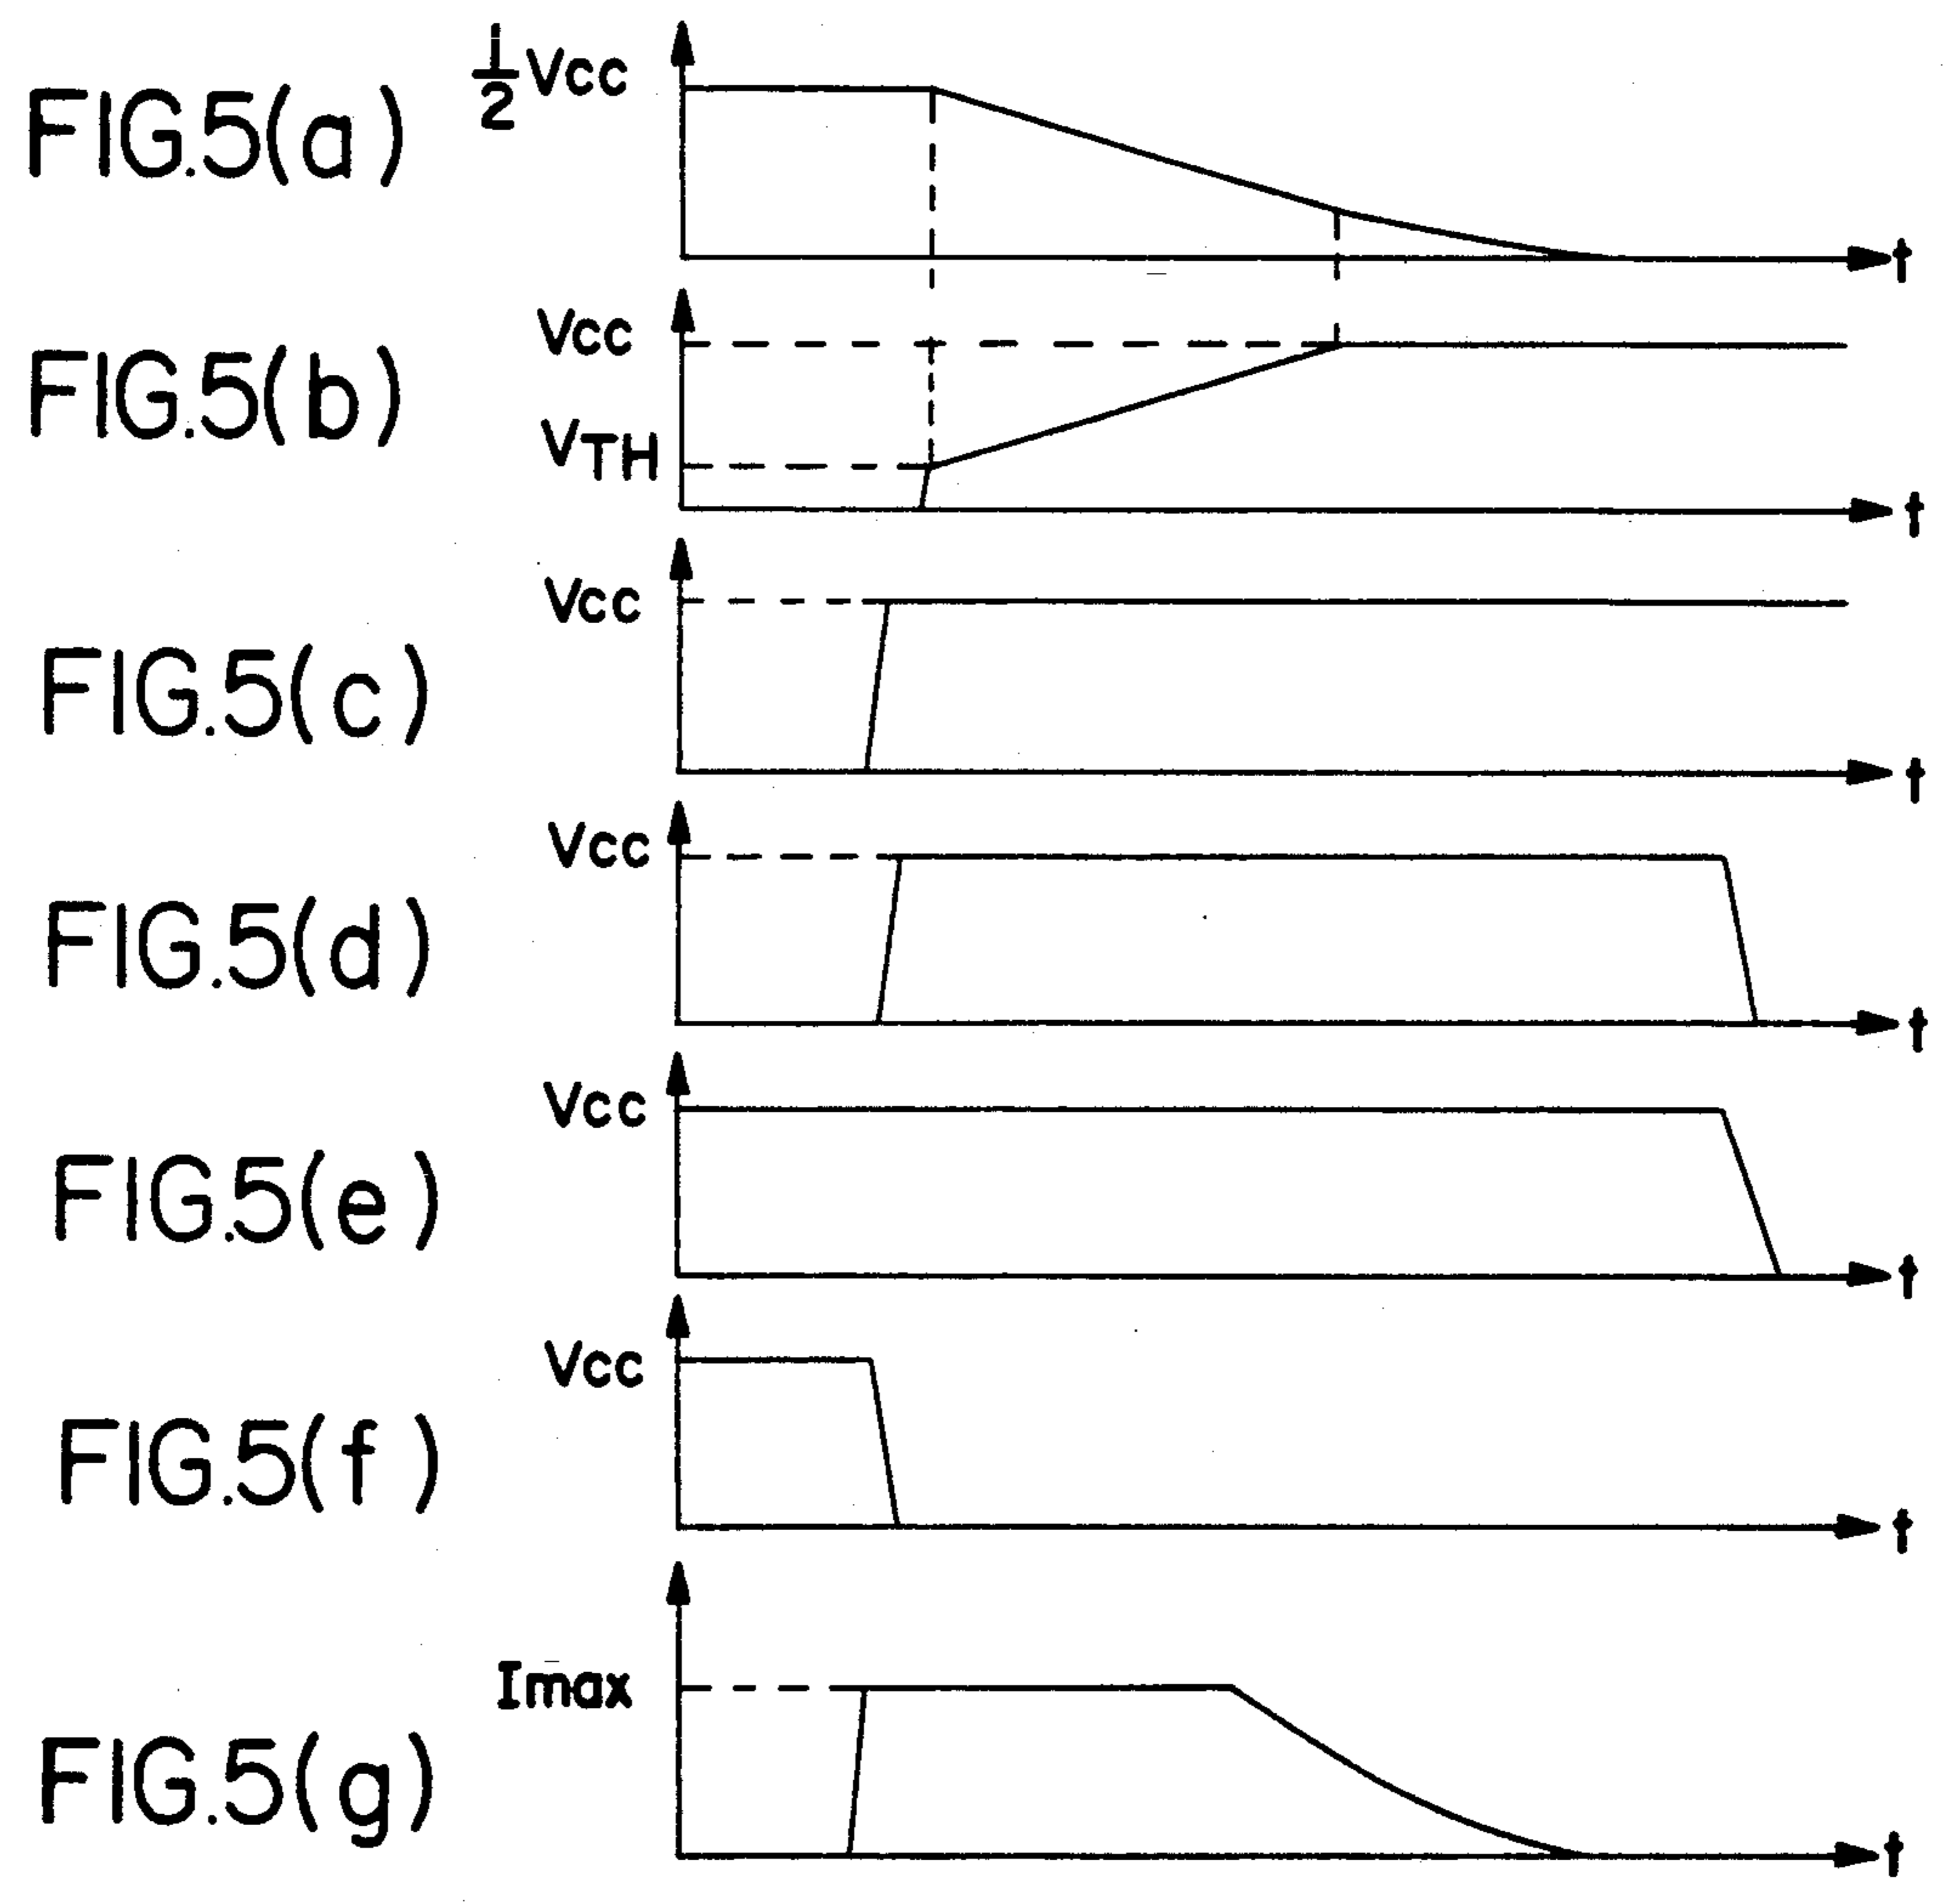 FIG.5(a)
1/2 Vcc
t
FIG.5(b)
Vcc
VTH
t
FIG.5(c)
Vcc
t
FIG.5(d)
Vcc
t
FIG.5(e)
Vcc
t
FIG.5(f)
Vcc
t
FIG.5(g)
Imax
t